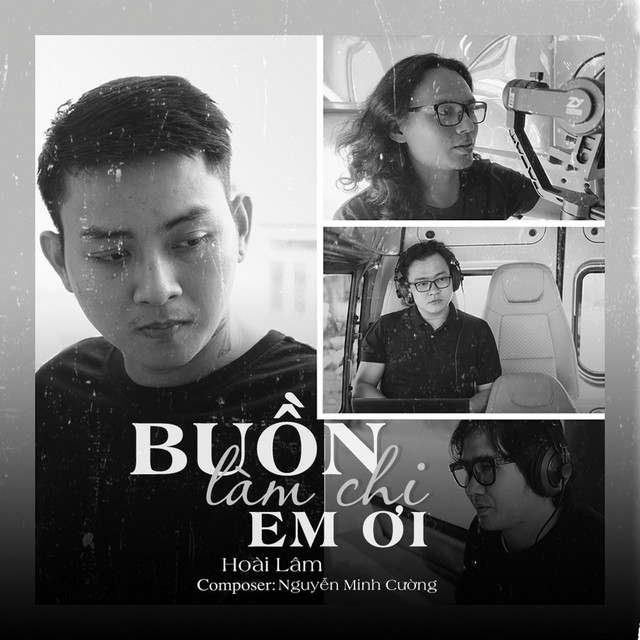 BUỒN
làm chi
EM ƠI
Hoài Lâm
Composer: Nguyễn Minh Cường